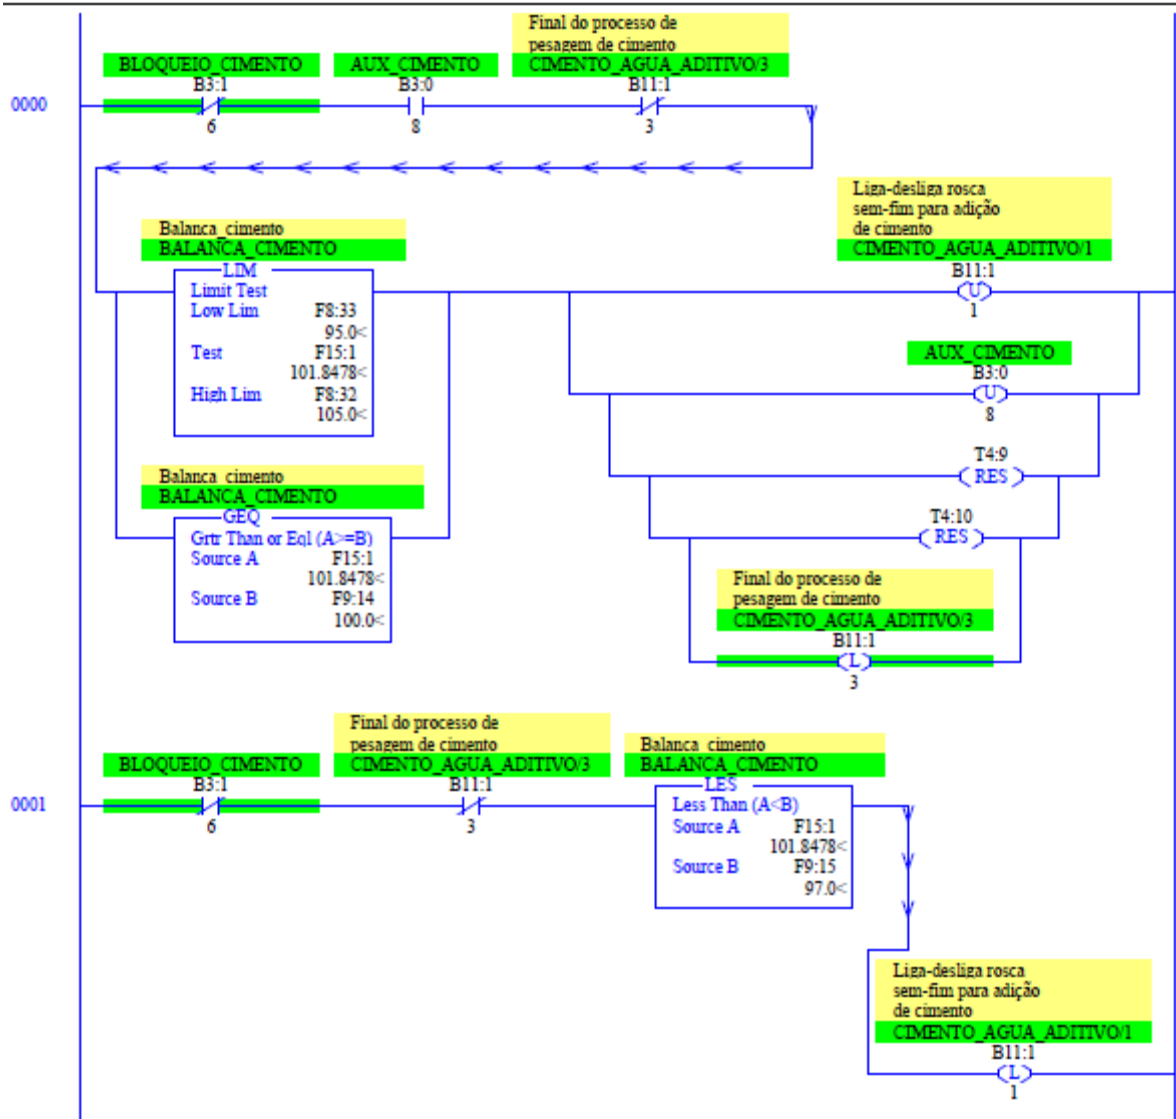 Final do processo de
pesagem de cimento
BLOQUEIO_CIMENTO AUX_CIMENTO CIMENTO_AGUA_ADITIVO/3
B3:1 B3:0 B11:1
0000
6 8 3
Liga-desliga rosca
sem-fim para adição
de cimento
CIMENTO_AGUA_ADITIVO/1
B11:1
U
1
Balanca_cimento
BALANCA_CIMENTO
LIM
Limit Test
Low Lim F8:33
95.0<
Test F15:1
101.8478<
High Lim F8:32
105.0<
AUX_CIMENTO
B3:0
U
8
T4:9
RES
T4:10
RES
Balanca_cimento
BALANCA_CIMENTO
GEQ
Grtr Than or Eql (A>=B)
Source A F15:1
101.8478<
Source B F9:14
100.0<
Final do processo de
pesagem de cimento
CIMENTO_AGUA_ADITIVO/3
B11:1
L
3
Final do processo de
pesagem de cimento
BLOQUEIO_CIMENTO CIMENTO_AGUA_ADITIVO/3
B3:1 B11:1
0001
6 3
Balanca_cimento
BALANCA_CIMENTO
LES
Less Than (A<B)
Source A F15:1
101.8478<
Source B F9:15
97.0<
Liga-desliga rosca
sem-fim para adição
de cimento
CIMENTO_AGUA_ADITIVO/1
B11:1
L
1